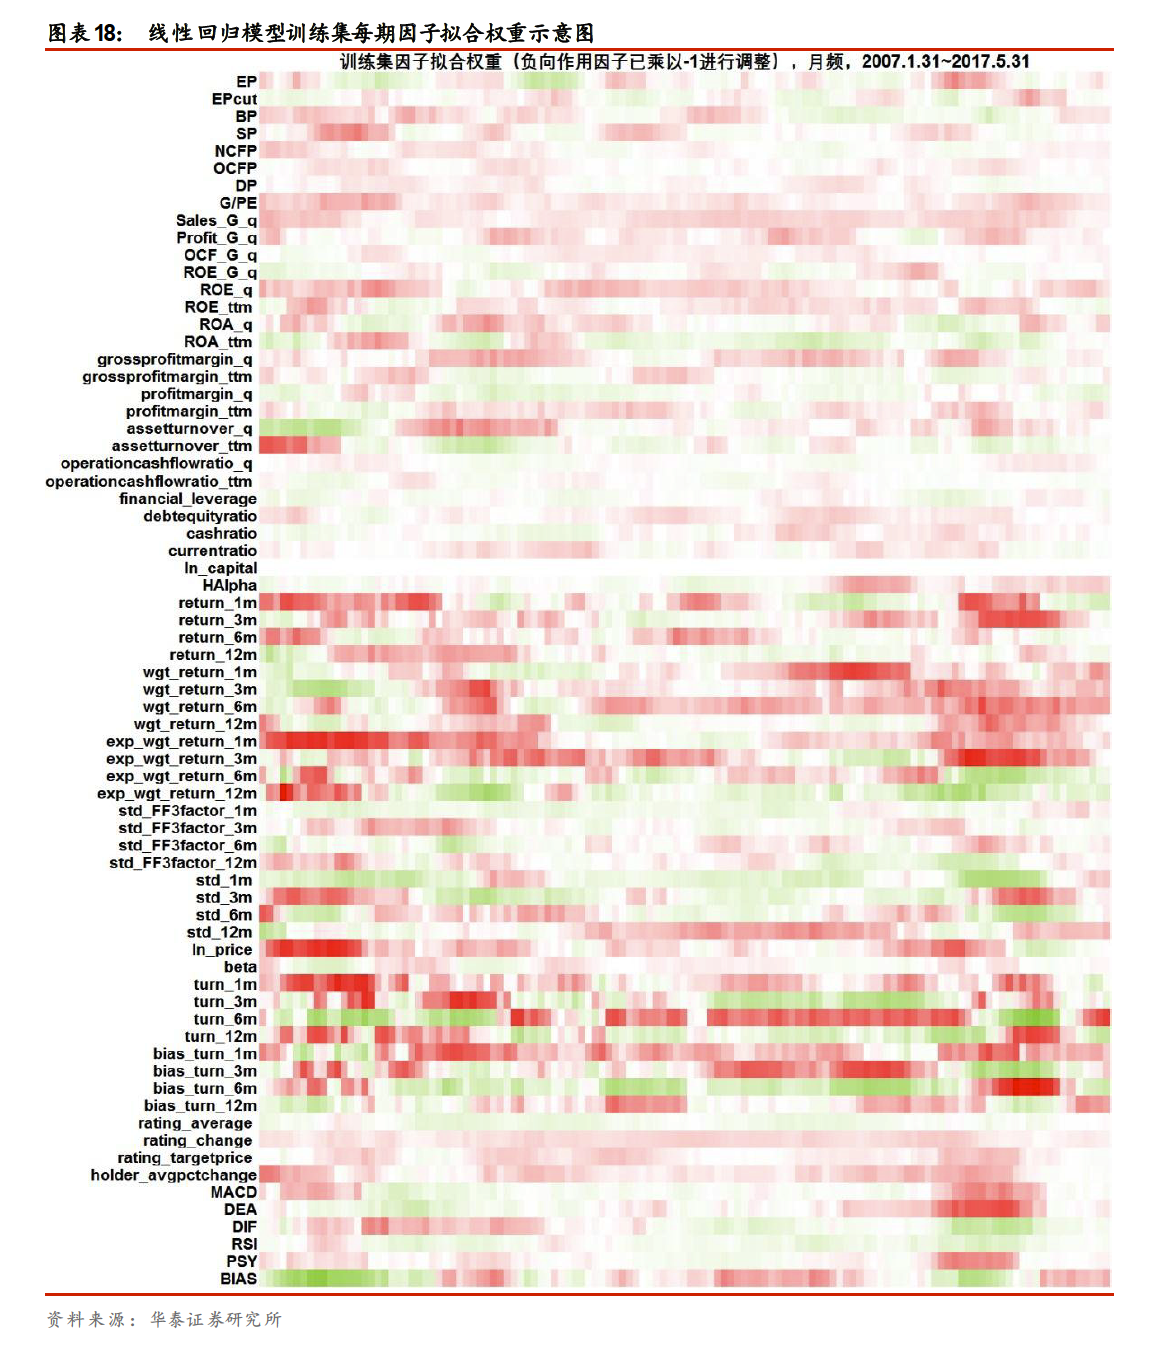 图表18： 线性回归模型训练集每期因子拟合权重示意图
训练集因子拟合权重（负向作用因子已乘以-1进行调整），月频，2007.1.31~2017.5.31
EP
EPcut
BP
SP
NCFP
OCFP
DP
G/PE
Sales_G_q
Profit_G_q
OCF_G_q
ROE_G_q
ROE_q
ROE_ttm
ROA_q
ROA_ttm
grossprofitmargin_q
grossprofitmargin_ttm
profitmargin_q
profitmargin_ttm
assetturnover_q
assetturnover_ttm
operationcashflowratio_q
operationcashflowratio_ttm
financial_leverage
debtequityratio
cashratio
currentratio
ln_capital
HAlpha
return_1m
return_3m
return_6m
return_12m
wgt_return_1m
wgt_return_3m
wgt_return_6m
wgt_return_12m
exp_wgt_return_1m
exp_wgt_return_3m
exp_wgt_return_6m
exp_wgt_return_12m
std_FF3factor_1m
std_FF3factor_3m
std_FF3factor_6m
std_FF3factor_12m
std_1m
std_3m
std_6m
std_12m
ln_price
beta
turn_1m
turn_3m
turn_6m
turn_12m
bias_turn_1m
bias_turn_3m
bias_turn_6m
bias_turn_12m
rating_average
rating_change
rating_targetprice
holder_avgpctchange
MACD
DEA
DIF
RSI
PSY
BIAS
资料来源：华泰证券研究所